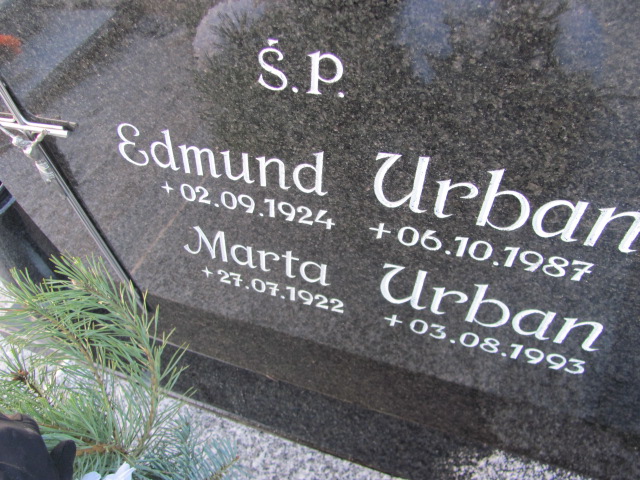 Ś.P.
Edmund Urban
+02.09.1924 +06.10.1987
Marta Urban
+27.07.1922 +03.08.1993